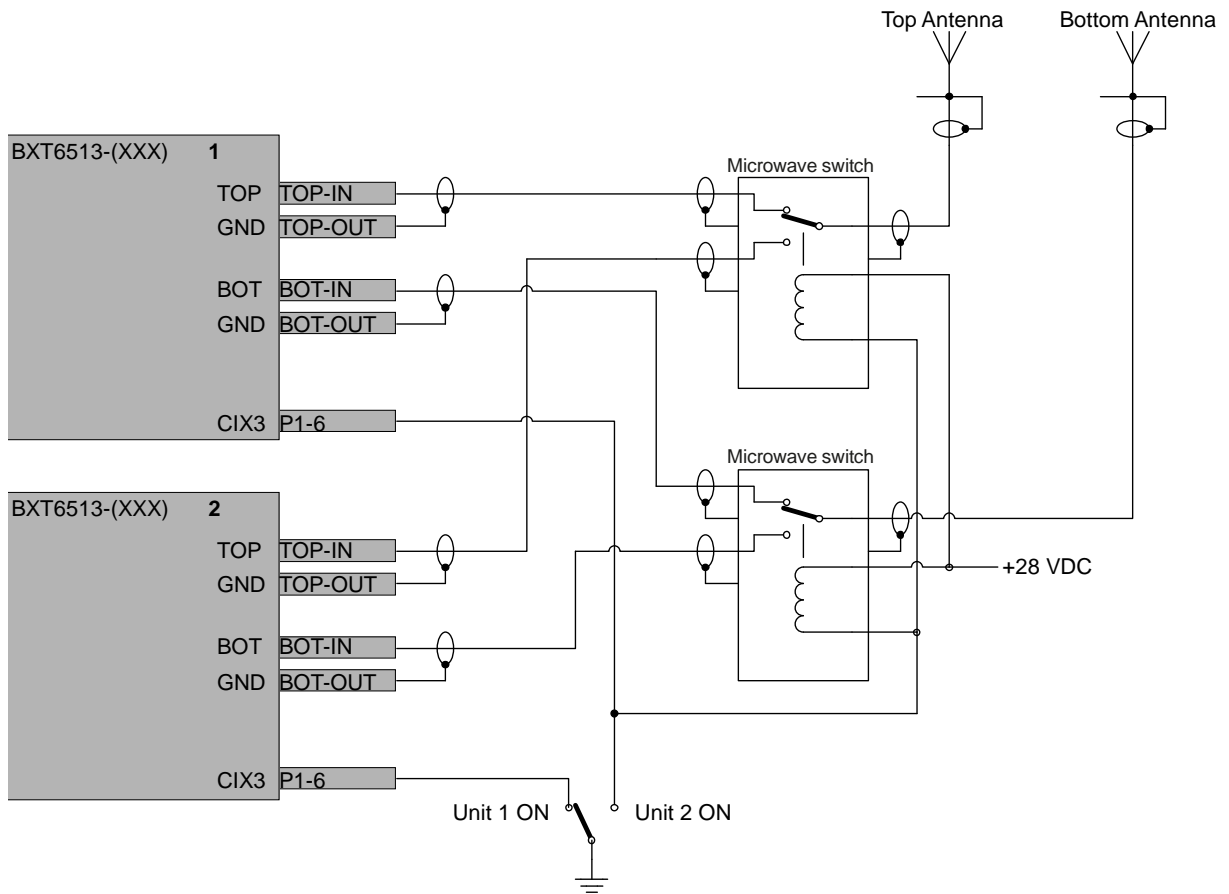 Top Antenna
Bottom Antenna
BXT6513-(XXX) 1
TOP TOP-IN
GND TOP-OUT
BOT BOT-IN
GND BOT-OUT
CIX3 P1-6
Microwave switch
BXT6513-(XXX) 2
TOP TOP-IN
GND TOP-OUT
BOT BOT-IN
GND BOT-OUT
CIX3 P1-6
Microwave switch
+28 VDC
Unit 1 ON
Unit 2 ON